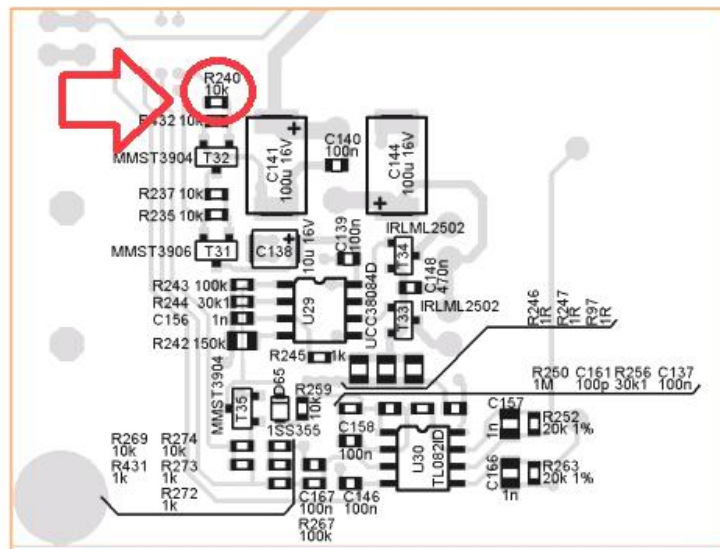 R240
10k
R432 10k
MMST3904 T32
C141
100u 16V
C140
100n
C144
100u 16V
R237 10k
R235 10k
MMST3906 T31
C138
10u 16V
C139
100n
IRLML2502
T34
C148
470n
R243 100k
R244 30k1
C156 1n
R242 150k
U29
UCC38084D
T33
IRLML2502
R246
1R
R247
1R
R97
1R
R245 1k
MMST3904
T35
D65
1SS355
R259
10k
R250 C161 R256 C137
1M 100p 30k1 100n
C157
1n
R252
20k 1%
C158
100n
U30
TL082ID
C166
1n
R263
20k 1%
R269 R274
10k 10k
R431 R273
1k 1k
R272
1k
C167 C146
100n 100n
R267
100k